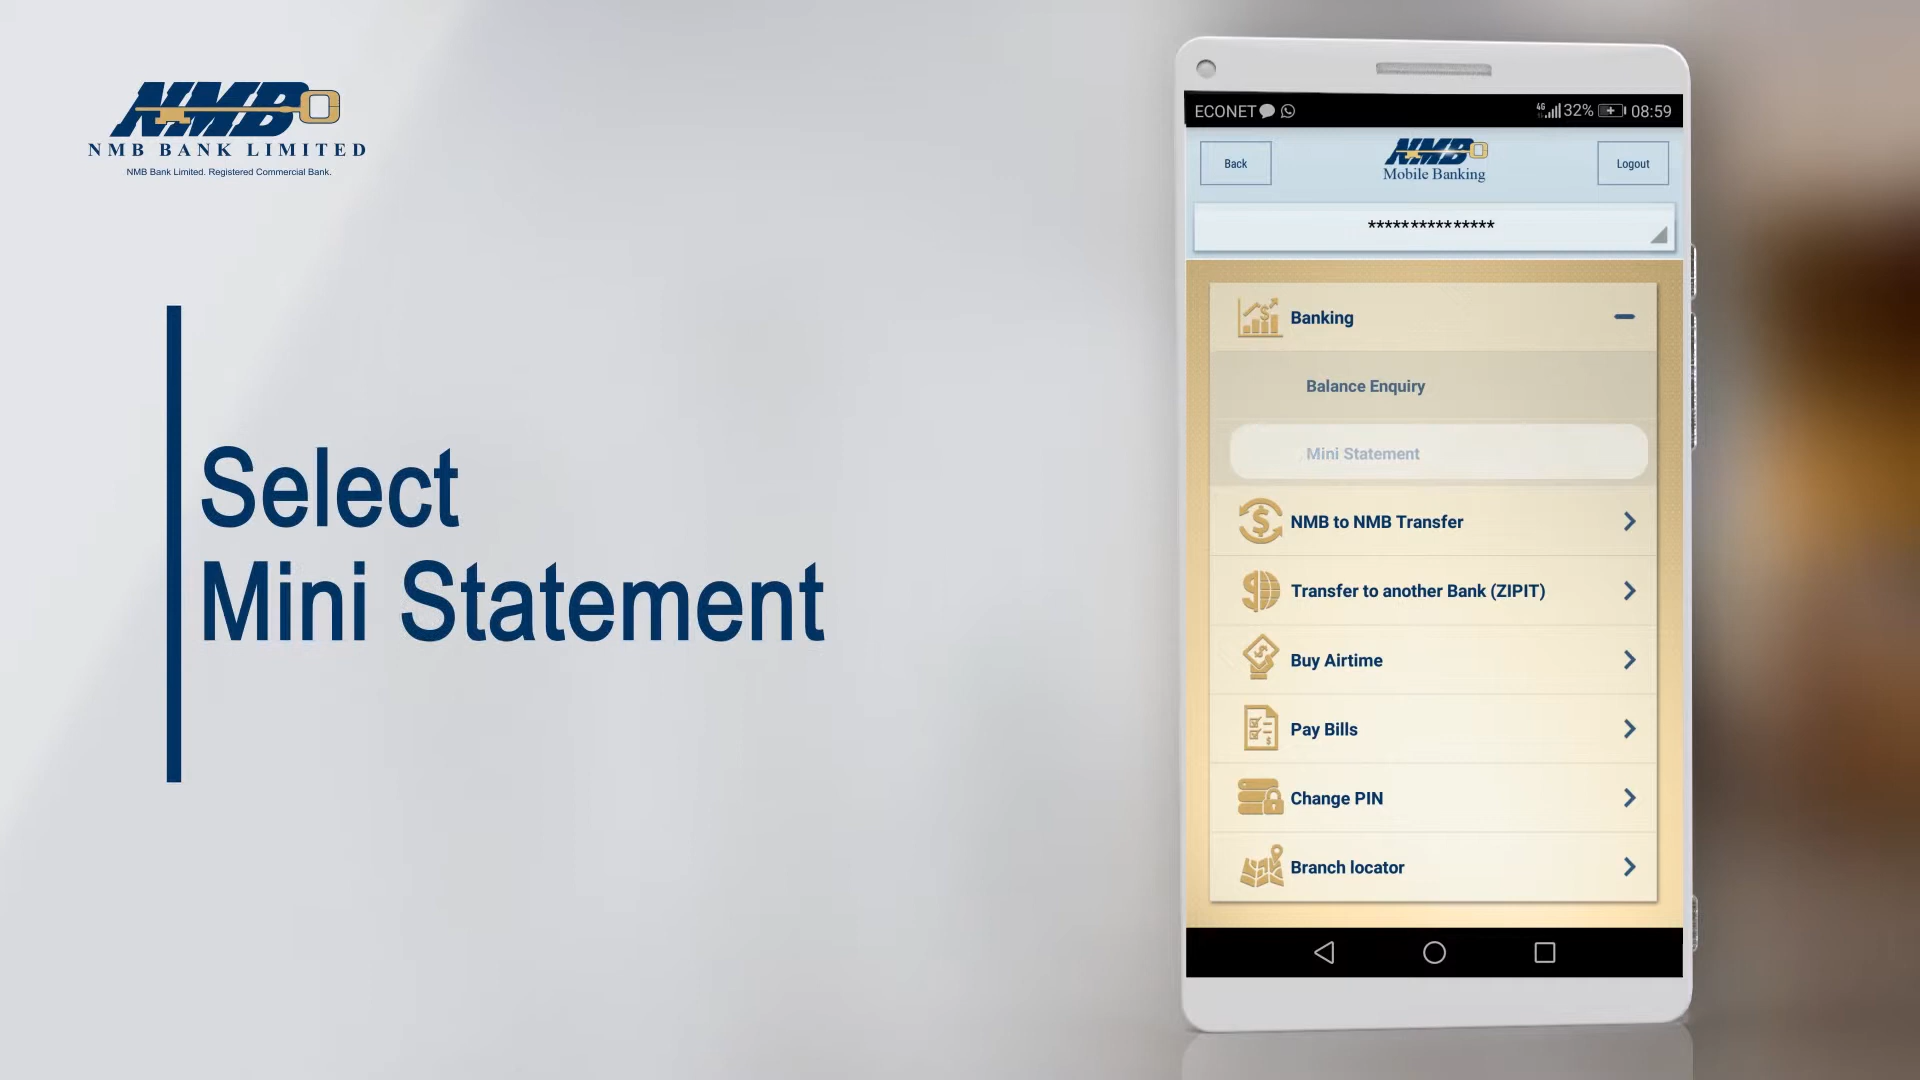 NMB
NMB BANK LIMITED
NMB Bank Limited. Registered Commercial Bank.
Select
Mini Statement
ECONET 4G 32% 08:59
Back
NMB
Mobile Banking
Logout
***************
Banking
Balance Enquiry
Mini Statement
NMB to NMB Transfer
Transfer to another Bank (ZIPIT)
Buy Airtime
Pay Bills
Change PIN
Branch locator